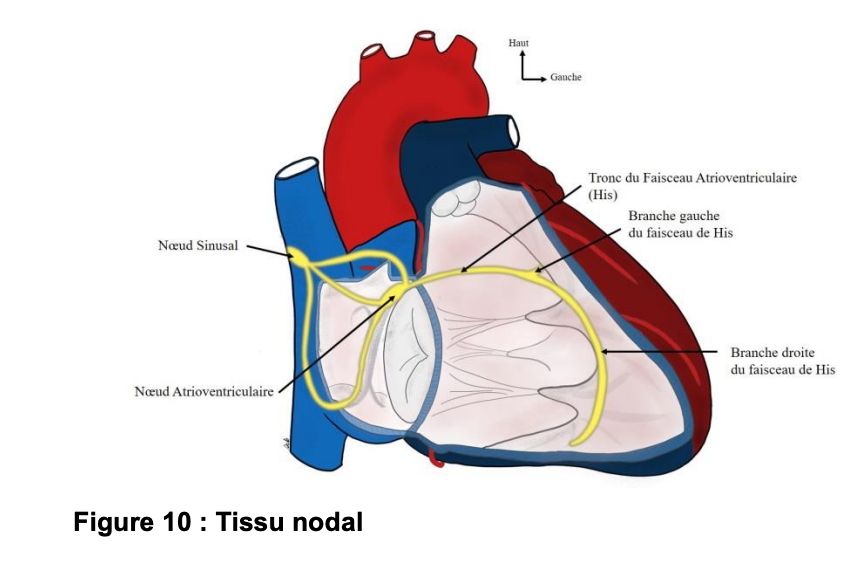 Haut
Gauche
Tronc du Faisceau Atrioventriculaire
(His)
Branche gauche
du faisceau de His
Nœud Sinusal
Branche droite
du faisceau de His
Nœud Atrioventriculaire
Figure 10 : Tissu nodal